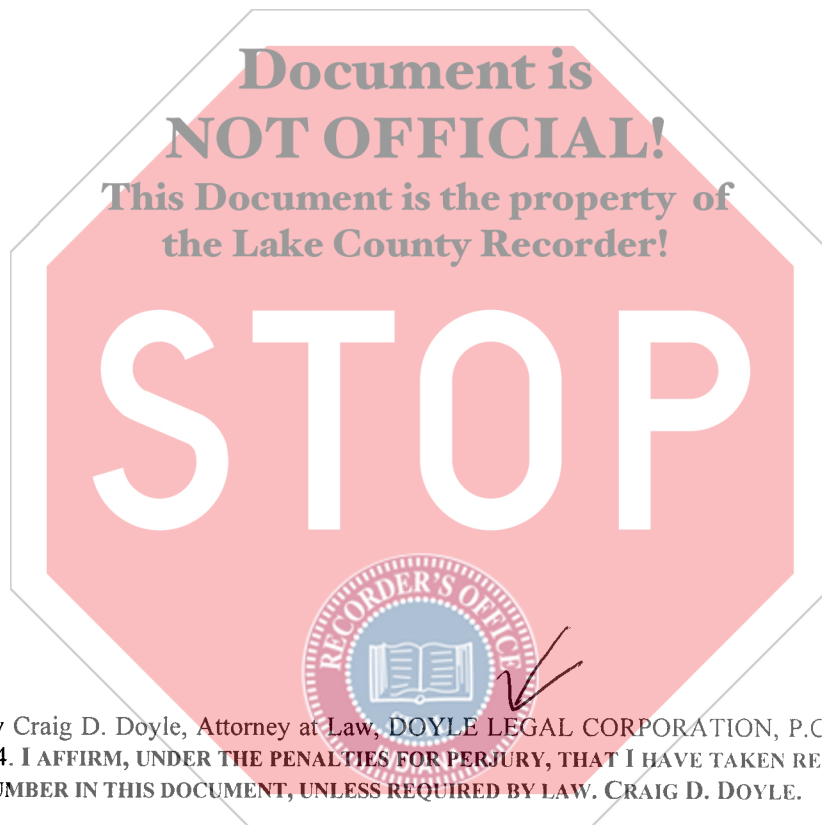 Document is
NOT OFFICIAL!
This Document is the property of
the Lake County Recorder!
STOP
RECORDER'S OFFICE
Craig D. Doyle, Attorney at Law, DOYLE LEGAL CORPORATION, P.C
4. I AFFIRM, UNDER THE PENALTIES FOR PERJURY, THAT I HAVE TAKEN RE
UMBER IN THIS DOCUMENT, UNLESS REQUIRED BY LAW. CRAIG D. DOYLE.